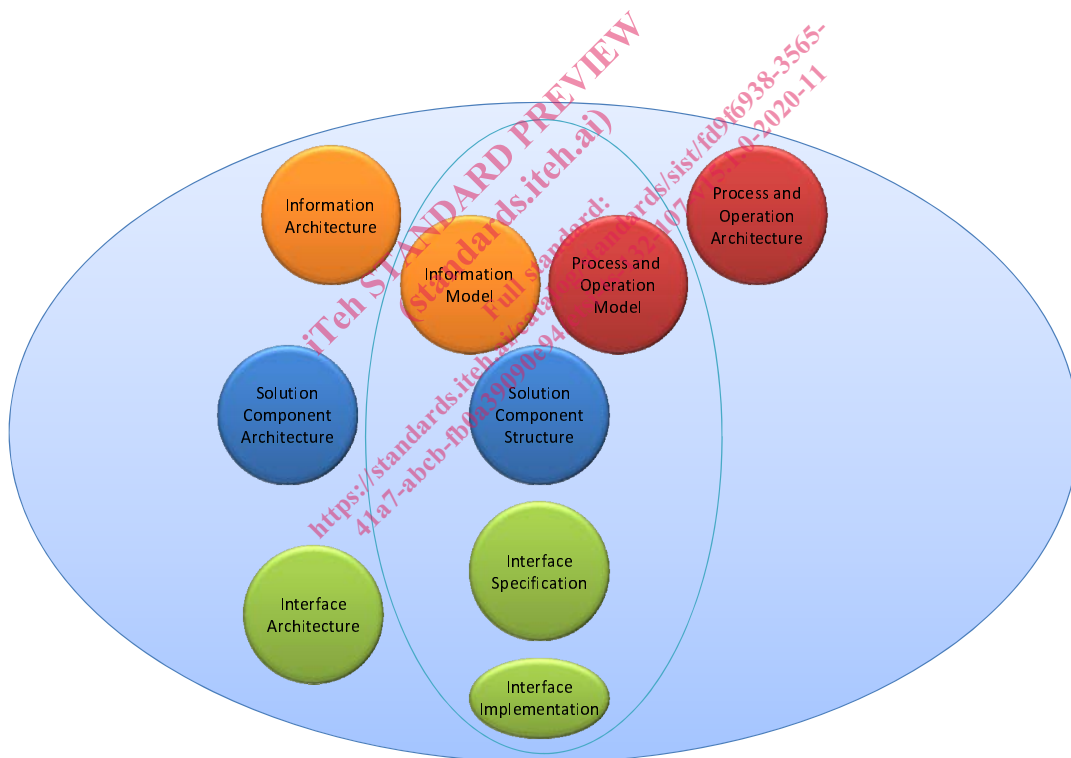 iTeh STANDARD PREVIEW
(standards.iteh.ai)
Full standard:
Information
Architecture
Process and
Operation
Architecture
Information
Model
Process and
Operation
Model
Solution
Component
Architecture
Solution
Component
Structure
Interface
Specification
Interface
Architecture
Interface
Implementation